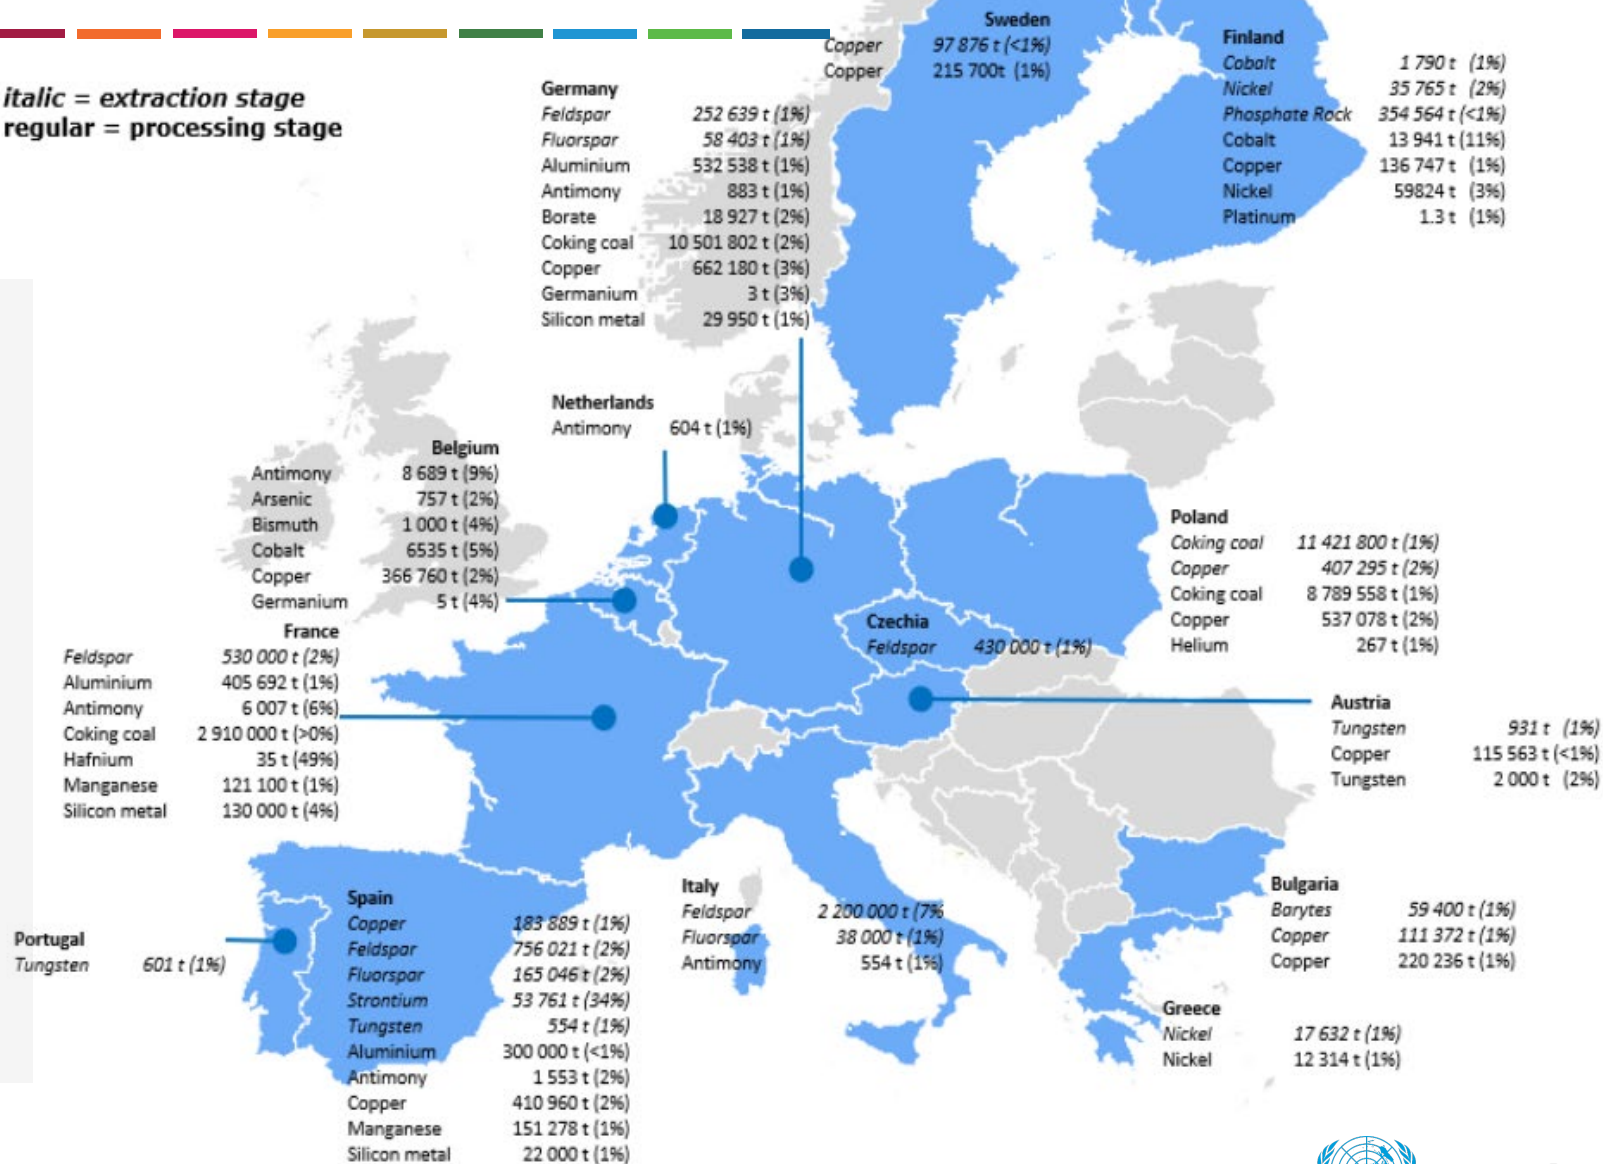 italic = extraction stage
regular = processing stage
Sweden
Copper 97 876 t (<1%)
Copper 215 700t (1%)
Finland
Cobalt 1 790 t (1%)
Nickel 35 765 t (2%)
Phosphate Rock 354 564 t (<1%)
Cobalt 13 941 t (11%)
Copper 136 747 t (1%)
Nickel 59824 t (3%)
Platinum 1.3 t (1%)
Germany
Feldspar 252 639 t (1%)
Fluorspar 58 403 t (1%)
Aluminium 532 538 t (1%)
Antimony 883 t (1%)
Borate 18 927 t (2%)
Coking coal 10 501 802 t (2%)
Copper 662 180 t (3%)
Germanium 3 t (3%)
Silicon metal 29 950 t (1%)
Netherlands
Antimony 604 t (1%)
Belgium
Antimony 8 689 t (9%)
Arsenic 757 t (2%)
Bismuth 1 000 t (4%)
Cobalt 6535 t (5%)
Copper 366 760 t (2%)
Germanium 5 t (4%)
Poland
Coking coal 11 421 800 t (1%)
Copper 407 295 t (2%)
Coking coal 8 789 558 t (1%)
Copper 537 078 t (2%)
Helium 267 t (1%)
Czechia
Feldspar 430 000 t (1%)
France
Feldspar 530 000 t (2%)
Aluminium 405 692 t (1%)
Antimony 6 007 t (6%)
Coking coal 2 910 000 t (>0%)
Hafnium 35 t (49%)
Manganese 121 100 t (1%)
Silicon metal 130 000 t (4%)
Austria
Tungsten 931 t (1%)
Copper 115 563 t (<1%)
Tungsten 2 000 t (2%)
Portugal
Tungsten 601 t (1%)
Spain
Copper 183 889 t (1%)
Feldspar 756 021 t (2%)
Fluorspar 165 046 t (2%)
Strontium 53 761 t (34%)
Tungsten 554 t (1%)
Aluminium 300 000 t (<1%)
Antimony 1 553 t (2%)
Copper 410 960 t (2%)
Manganese 151 278 t (1%)
Silicon metal 22 000 t (1%)
Italy
Feldspar 2 200 000 t (7%
Fluorspar 38 000 t (1%)
Antimony 554 t (1%)
Bulgaria
Barytes 59 400 t (1%)
Copper 111 372 t (1%)
Copper 220 236 t (1%)
Greece
Nickel 17 632 t (1%)
Nickel 12 314 t (1%)